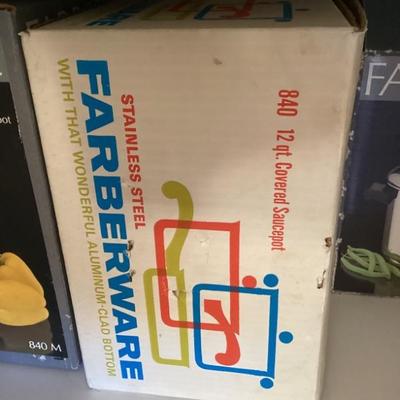 840 12 qt. Covered Saucepot
STAINLESS STEEL
FARBERWARE
WITH THAT WONDERFUL ALUMINUM-CLAD BOTTOM
840 M
FA